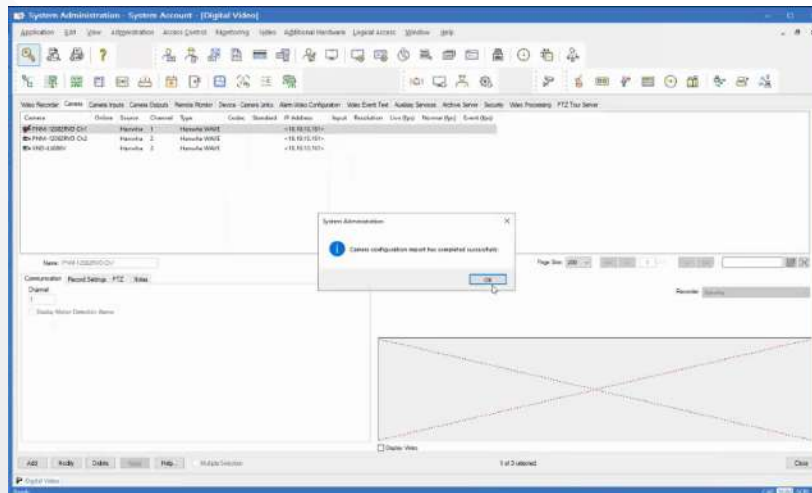 System Administration - System Account - [Digital Video]
Application Edit View Administration Access Control Monitoring Video Additional Hardware Logical Access Window Help
Video Recorder Camera Camera Inputs Camera Outputs Remote Monitor Device - Camera Links Alarm-Video Configuration Video Event Text Auxiliary Services Archive Server Security Video Processing PTZ Tour Server
Camera Online Source Channel Type Codec Standard IP Address Input Resolution Live (fps) Normal (fps) Event (fps)
Hanwha 1 Hanwha WAVE
Hanwha 2 Hanwha WAVE
Hanwha 3 Hanwha WAVE
System Administration
Camera configuration import has completed successfully.
OK
Name:
Page Size: 200
Communication Record Settings PTZ Notes
Channel
1
Recorder
Display Motion Detection Name
Display Video
Add Modify Delete Help... Multiple Selection 1 of 3 selected Close
Digital Video
Ready